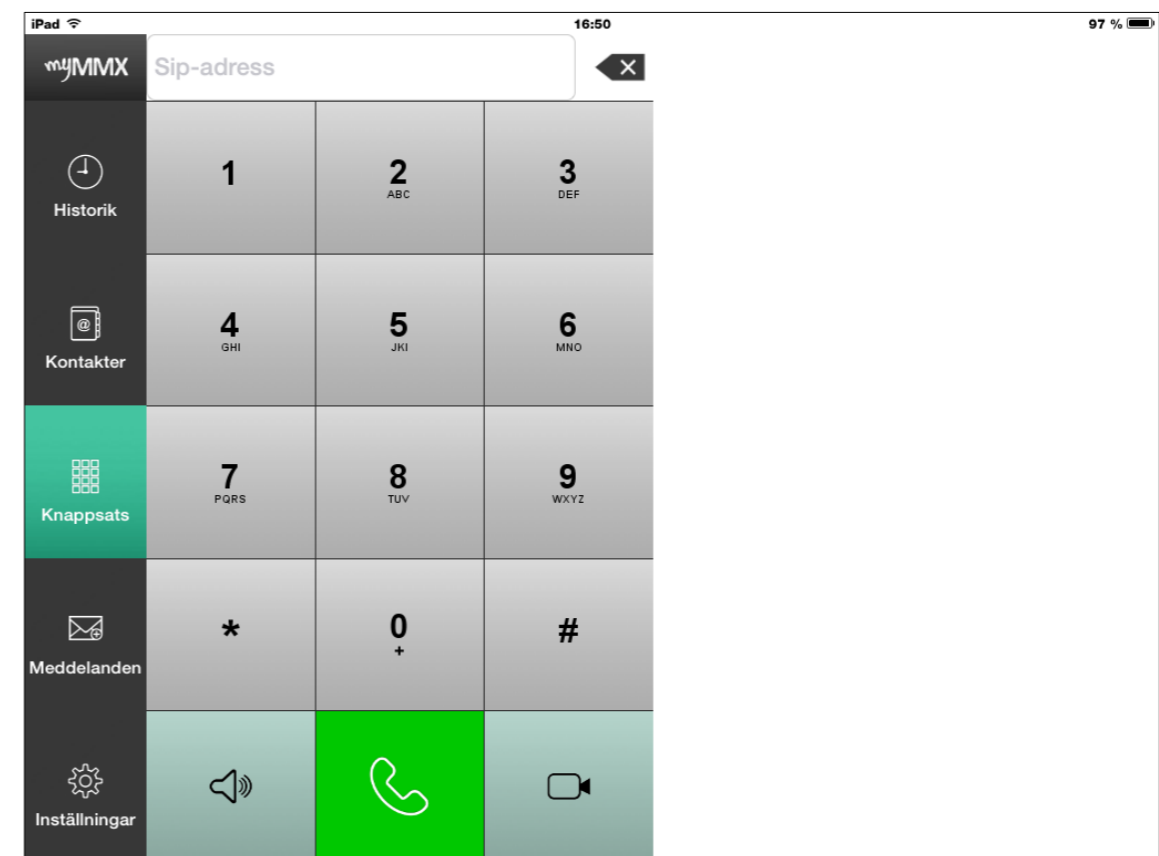 iPad 16:50 97 %
myMMX Sip-adress
1 2 3
ABC DEF
Historik
4 5 6
GHI JKI MNO
@
Kontakter
7 8 9
PQRS TUV WXYZ
Knappsats
* 0 #
+
Meddelanden
Inställningar